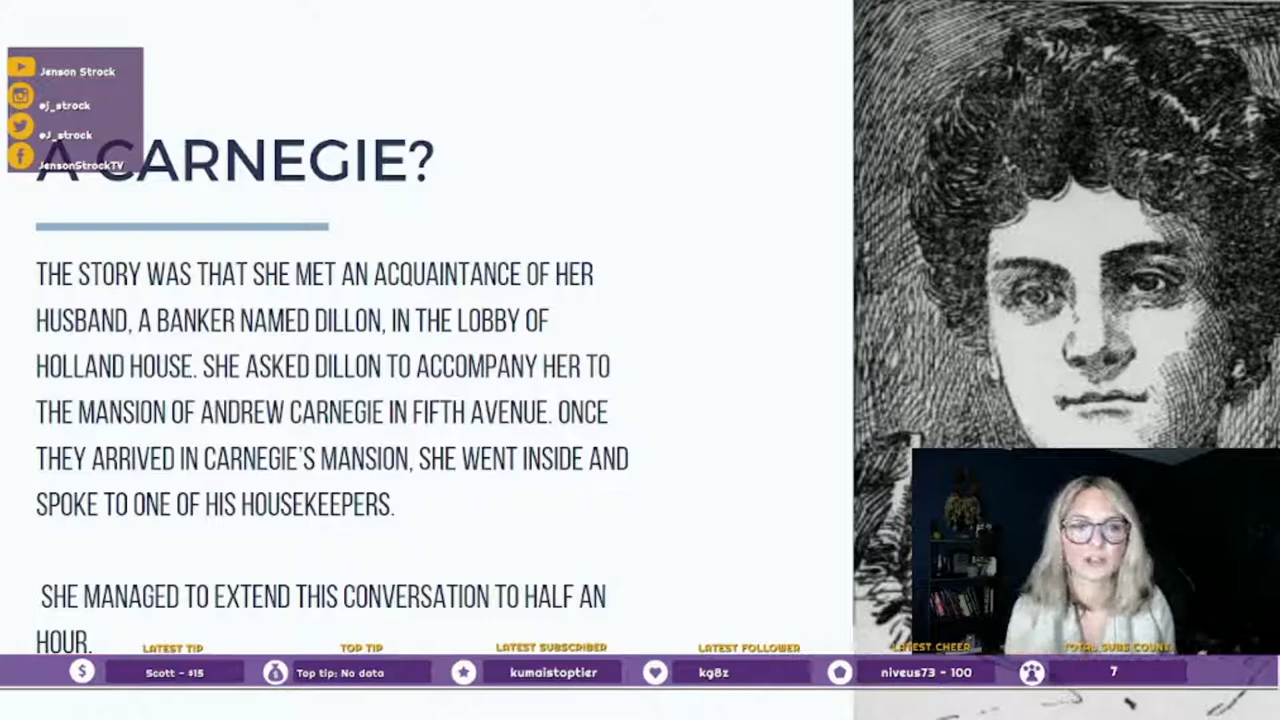 Jenson Strock
@j_strock
@J_strock
JensonStrockTV
A CARNEGIE?
THE STORY WAS THAT SHE MET AN ACQUAINTANCE OF HER
HUSBAND, A BANKER NAMED DILLON, IN THE LOBBY OF
HOLLAND HOUSE. SHE ASKED DILLON TO ACCOMPANY HER TO
THE MANSION OF ANDREW CARNEGIE IN FIFTH AVENUE. ONCE
THEY ARRIVED IN CARNEGIE'S MANSION, SHE WENT INSIDE AND
SPOKE TO ONE OF HIS HOUSEKEEPERS.
SHE MANAGED TO EXTEND THIS CONVERSATION TO HALF AN
HOUR.
LATEST TIP TOP TIP LATEST SUBSCRIBER LATEST FOLLOWER LATEST CHEER TOTAL SUBS COUNT
$ Scott - $15 $ Top tip: No data kumaistoptier kg8z niveus73 - 100 7